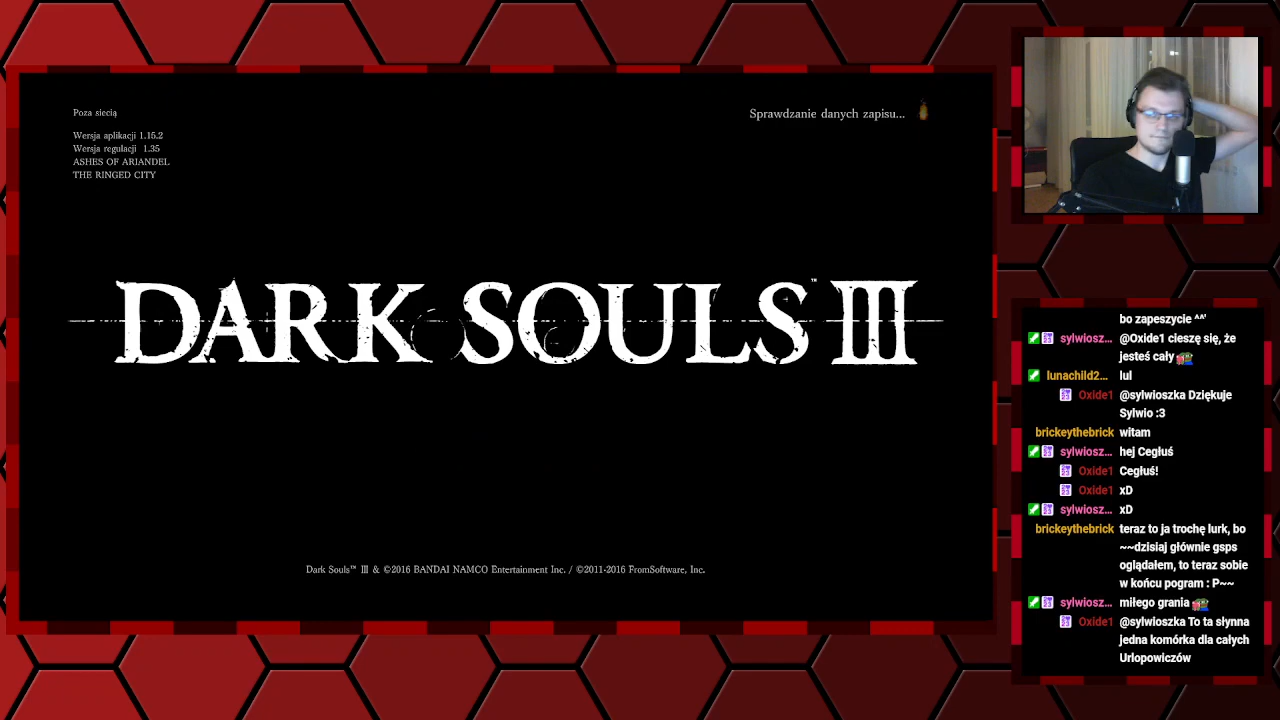 Poza siecią
Sprawdzanie danych zapisu...
Wersja aplikacji 1.15.2
Wersja regulacji 1.35
ASHES OF ARIANDEL
THE RINGED CITY
DARK SOULS™ III
Dark Souls™ III & ©2016 BANDAI NAMCO Entertainment Inc. / ©2011-2016 FromSoftware, Inc.
bo zapeszycie ^^'
sylwiosz... @Oxide1 cieszę się, że
jesteś cały
lunachild2... lul
Oxide1 @sylwioszka Dziękuje
Sylwio :3
brickeythebrick witam
sylwiosz... hej Cegłuś
Oxide1 Cegłuś!
Oxide1 xD
sylwiosz... xD
brickeythebrick teraz to ja trochę lurk, bo
~~dzisiaj głównie gsps
oglądałem, to teraz sobie
w końcu pogram : P~~
sylwiosz... miłego grania
Oxide1 @sylwioszka To ta słynna
jedna komórka dla całych
Urlopowiczów